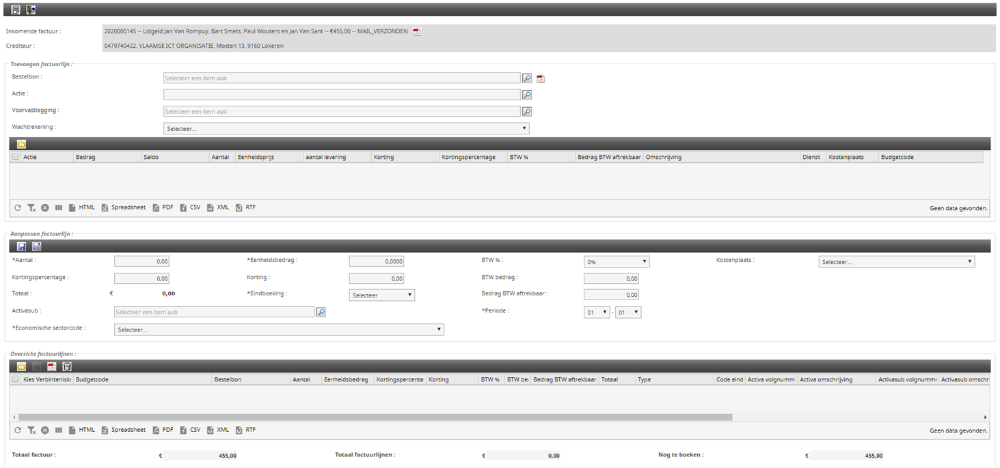 Inkomende factuur : 2020000145 -- Lidgeld Jan Van Rompuy, Bart Smets, Paul Wouters en Jan Van Sant -- €455,00 -- MAIL_VERZONDEN
Crediteur : 0479740422, VLAAMSE ICT ORGANISATIE, Mosten 13, 9160 Lokeren
Toevoegen factuurlijn :
Bestelbon : Selecteer een item aub
Actie :
Voorvastlegging : Selecteer een item aub
Wachtrekening : Selecteer...
Actie Bedrag Saldo Aantal Eenheidsprijs aantal levering Korting Kortingspercentage BTW % Bedrag BTW aftrekbaar Omschrijving Dienst Kostenplaats Budgetcode
HTML Spreadsheet PDF CSV XML RTF Geen data gevonden.
Aanpassen factuurlijn :
*Aantal : 0,00 *Eenheidsbedrag : 0,0000 BTW % : 0% Kostenplaats : Selecteer...
Kortingspercentage : 0,00 Korting : 0,00 BTW bedrag : 0,00
Totaal : € 0,00 *Eindboeking : Selecteer Bedrag BTW aftrekbaar : 0,00
Activasub : Selecteer een item aub *Periode : 01 - 01
*Economische sectorcode : Selecteer...
Overzicht factuurlijnen :
Kies Verbintenisk Budgetcode Bestelbon Aantal Eenheidsbedrag Kortingspercenta Korting BTW % BTW be Bedrag BTW aftrekbaar Totaal Type Code eind Activa volgnumm Activa omschrijving Activasub volgnumme Activasub omschr
HTML Spreadsheet PDF CSV XML RTF Geen data gevonden.
Totaal factuur : € 455,00 Totaal factuurlijnen : € 0,00 Nog te boeken : € 455,00